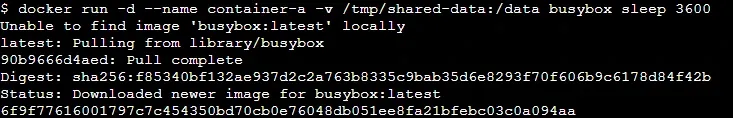 $ docker run -d --name container-a -v /tmp/shared-data:/data busybox sleep 3600
Unable to find image 'busybox:latest' locally
latest: Pulling from library/busybox
90b9666d4aed: Pull complete
Digest: sha256:f85340bf132ae937d2c2a763b8335c9bab35d6e8293f70f606b9c6178d84f42b
Status: Downloaded newer image for busybox:latest
6f9f77616001797c7c454350bd70cb0e76048db051ee8fa21bfebc03c0a094aa